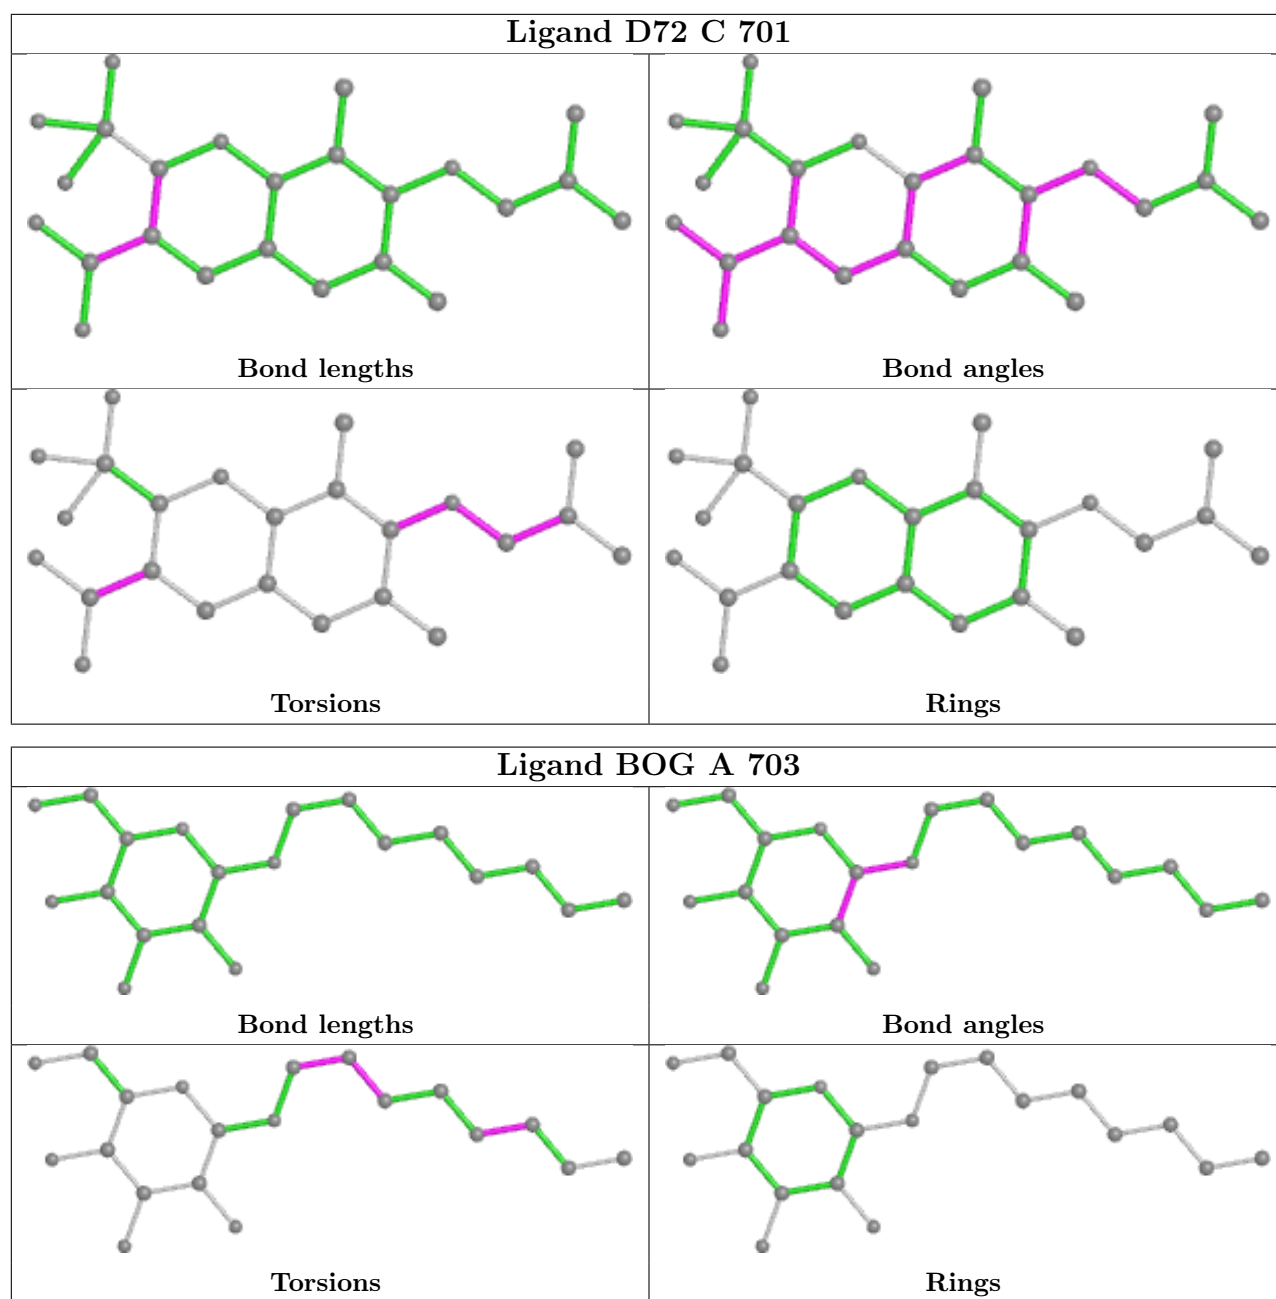 Ligand D72 C 701
Bond lengths
Bond angles
Torsions
Rings
Ligand BOG A 703
Bond lengths
Bond angles
Torsions
Rings